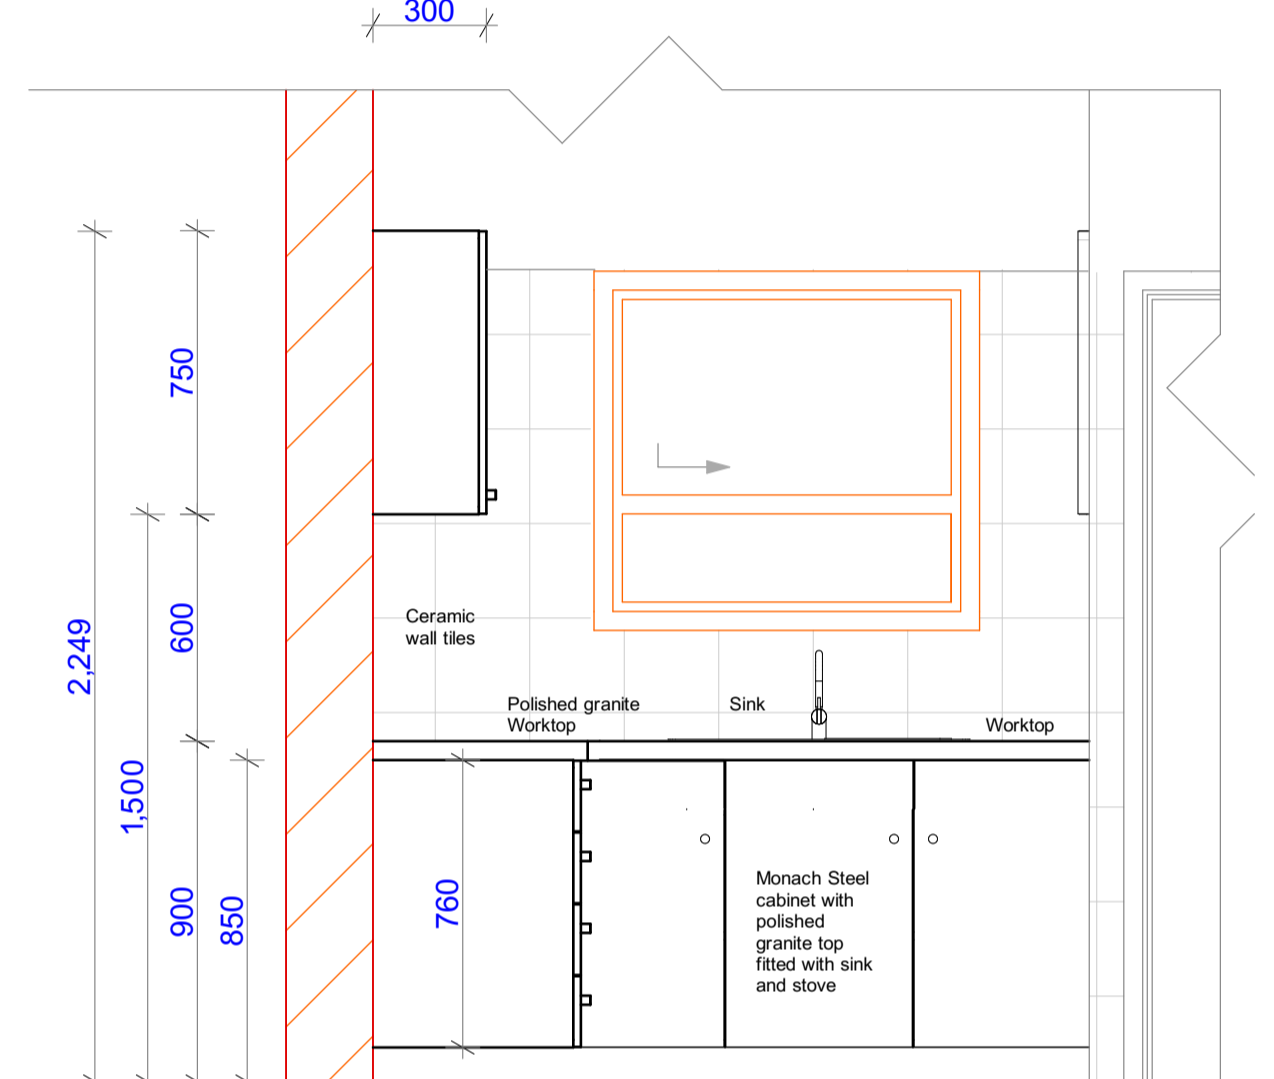 300
750
600
2,249
1,500
900
850
760
Ceramic
wall tiles
Polished granite
Worktop
Sink
Worktop
Monach Steel
cabinet with
polished
granite top
fitted with sink
and stove